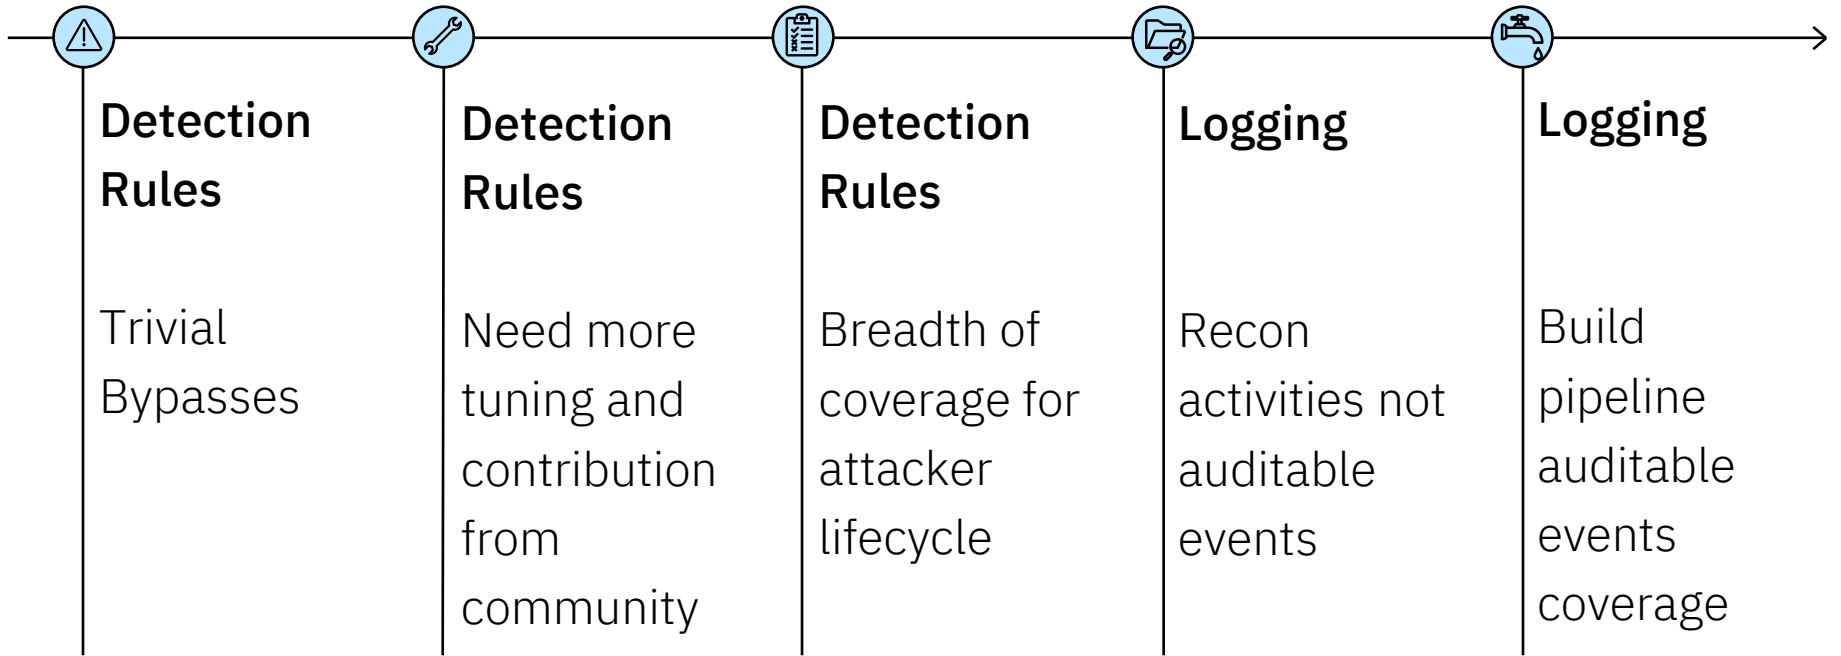 Detection
Rules
Trivial
Bypasses
Detection
Rules
Need more
tuning and
contribution
from
community
Detection
Rules
Breadth of
coverage for
attacker
lifecycle
Logging
Recon
activities not
auditable
events
Logging
Build
pipeline
auditable
events
coverage